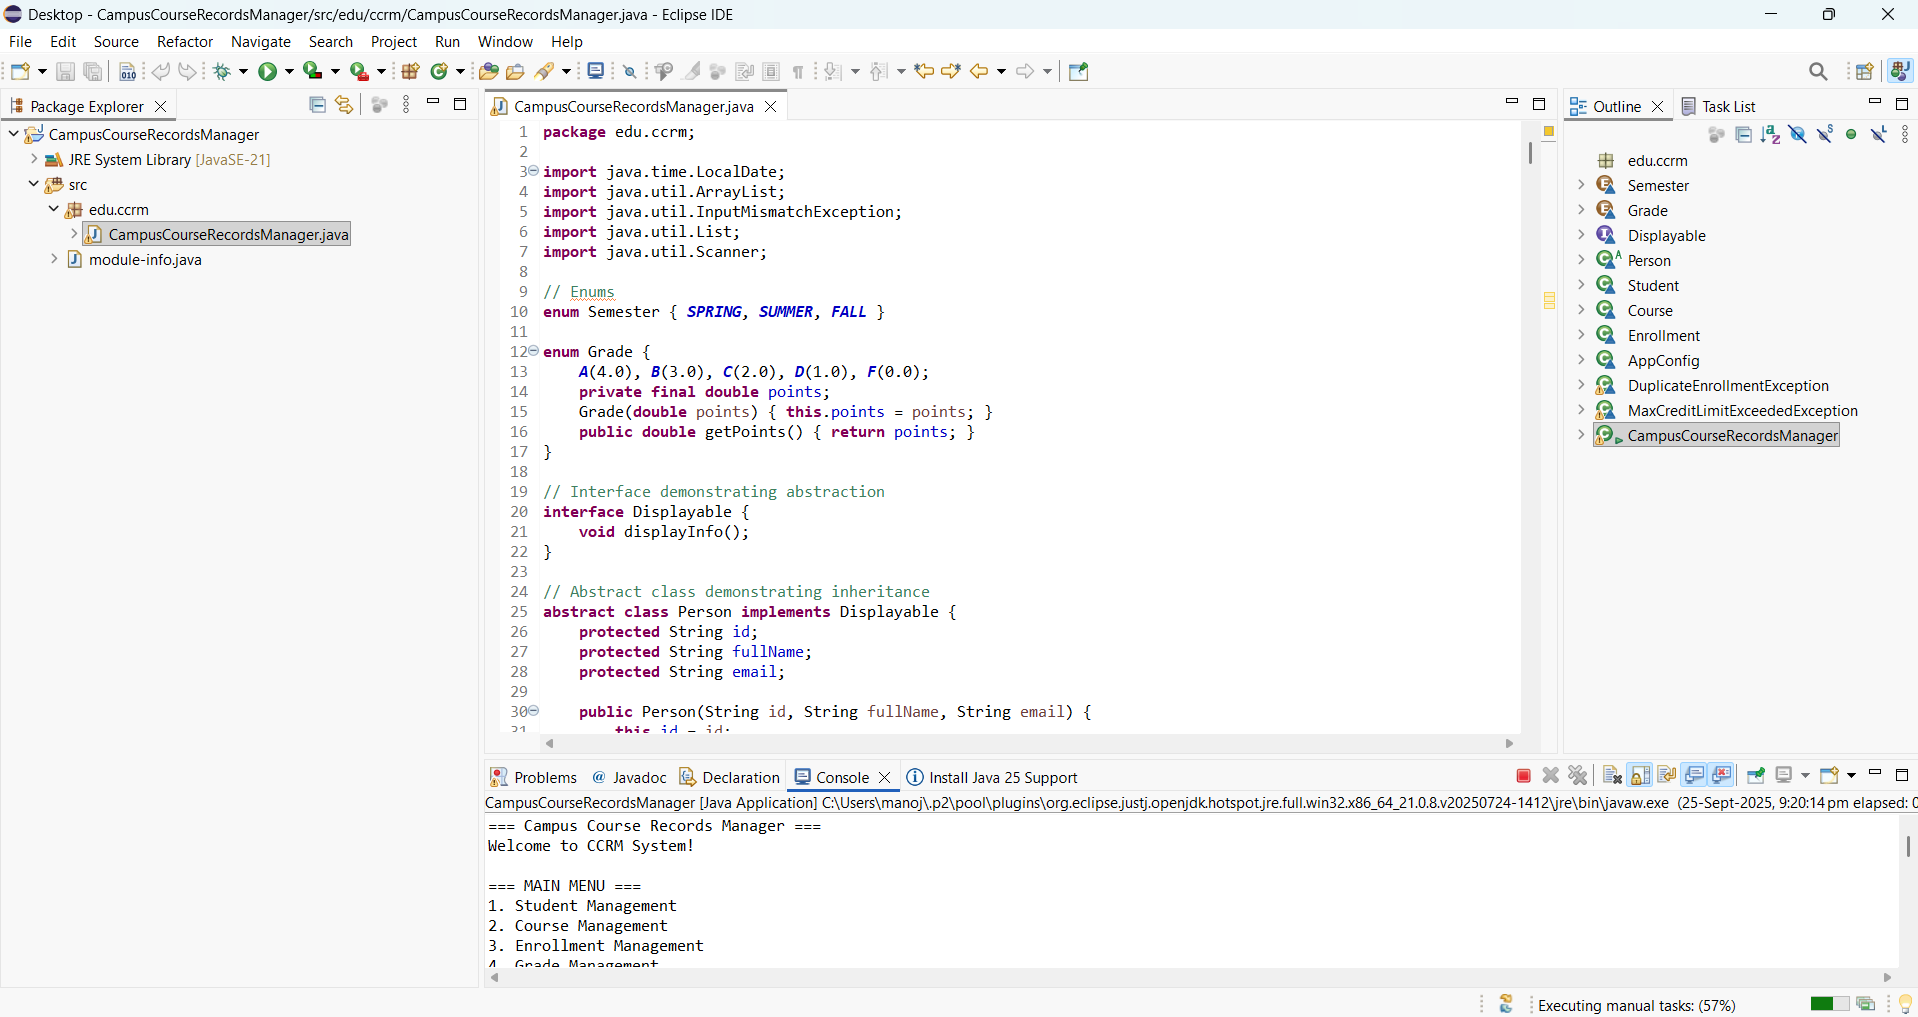 Desktop - CampusCourseRecordsManager/src/edu/ccrm/CampusCourseRecordsManager.java - Eclipse IDE
File Edit Source Refactor Navigate Search Project Run Window Help
Package Explorer
CampusCourseRecordsManager
JRE System Library [JavaSE-21]
src
edu.ccrm
CampusCourseRecordsManager.java
module-info.java
CampusCourseRecordsManager.java
1 package edu.ccrm;
2
3 import java.time.LocalDate;
4 import java.util.ArrayList;
5 import java.util.InputMismatchException;
6 import java.util.List;
7 import java.util.Scanner;
8
9 // Enums
10 enum Semester { SPRING, SUMMER, FALL }
11
12 enum Grade {
13     A(4.0), B(3.0), C(2.0), D(1.0), F(0.0);
14     private final double points;
15     Grade(double points) { this.points = points; }
16     public double getPoints() { return points; }
17 }
18
19 // Interface demonstrating abstraction
20 interface Displayable {
21     void displayInfo();
22 }
23
24 // Abstract class demonstrating inheritance
25 abstract class Person implements Displayable {
26     protected String id;
27     protected String fullName;
28     protected String email;
29
30     public Person(String id, String fullName, String email) {
31         this.id = id;
Outline Task List
edu.ccrm
Semester
Grade
Displayable
Person
Student
Course
Enrollment
AppConfig
DuplicateEnrollmentException
MaxCreditLimitExceededException
CampusCourseRecordsManager
Problems @ Javadoc Declaration Console Install Java 25 Support
CampusCourseRecordsManager [Java Application] C:\Users\manoj\.p2\pool\plugins\org.eclipse.justj.openjdk.hotspot.jre.full.win32.x86_64_21.0.8.v20250724-1412\jre\bin\javaw.exe (25-Sept-2025, 9:20:14 pm elapsed: 0
=== Campus Course Records Manager ===
Welcome to CCRM System!
=== MAIN MENU ===
1. Student Management
2. Course Management
3. Enrollment Management
4. Grade Management
Executing manual tasks: (57%)